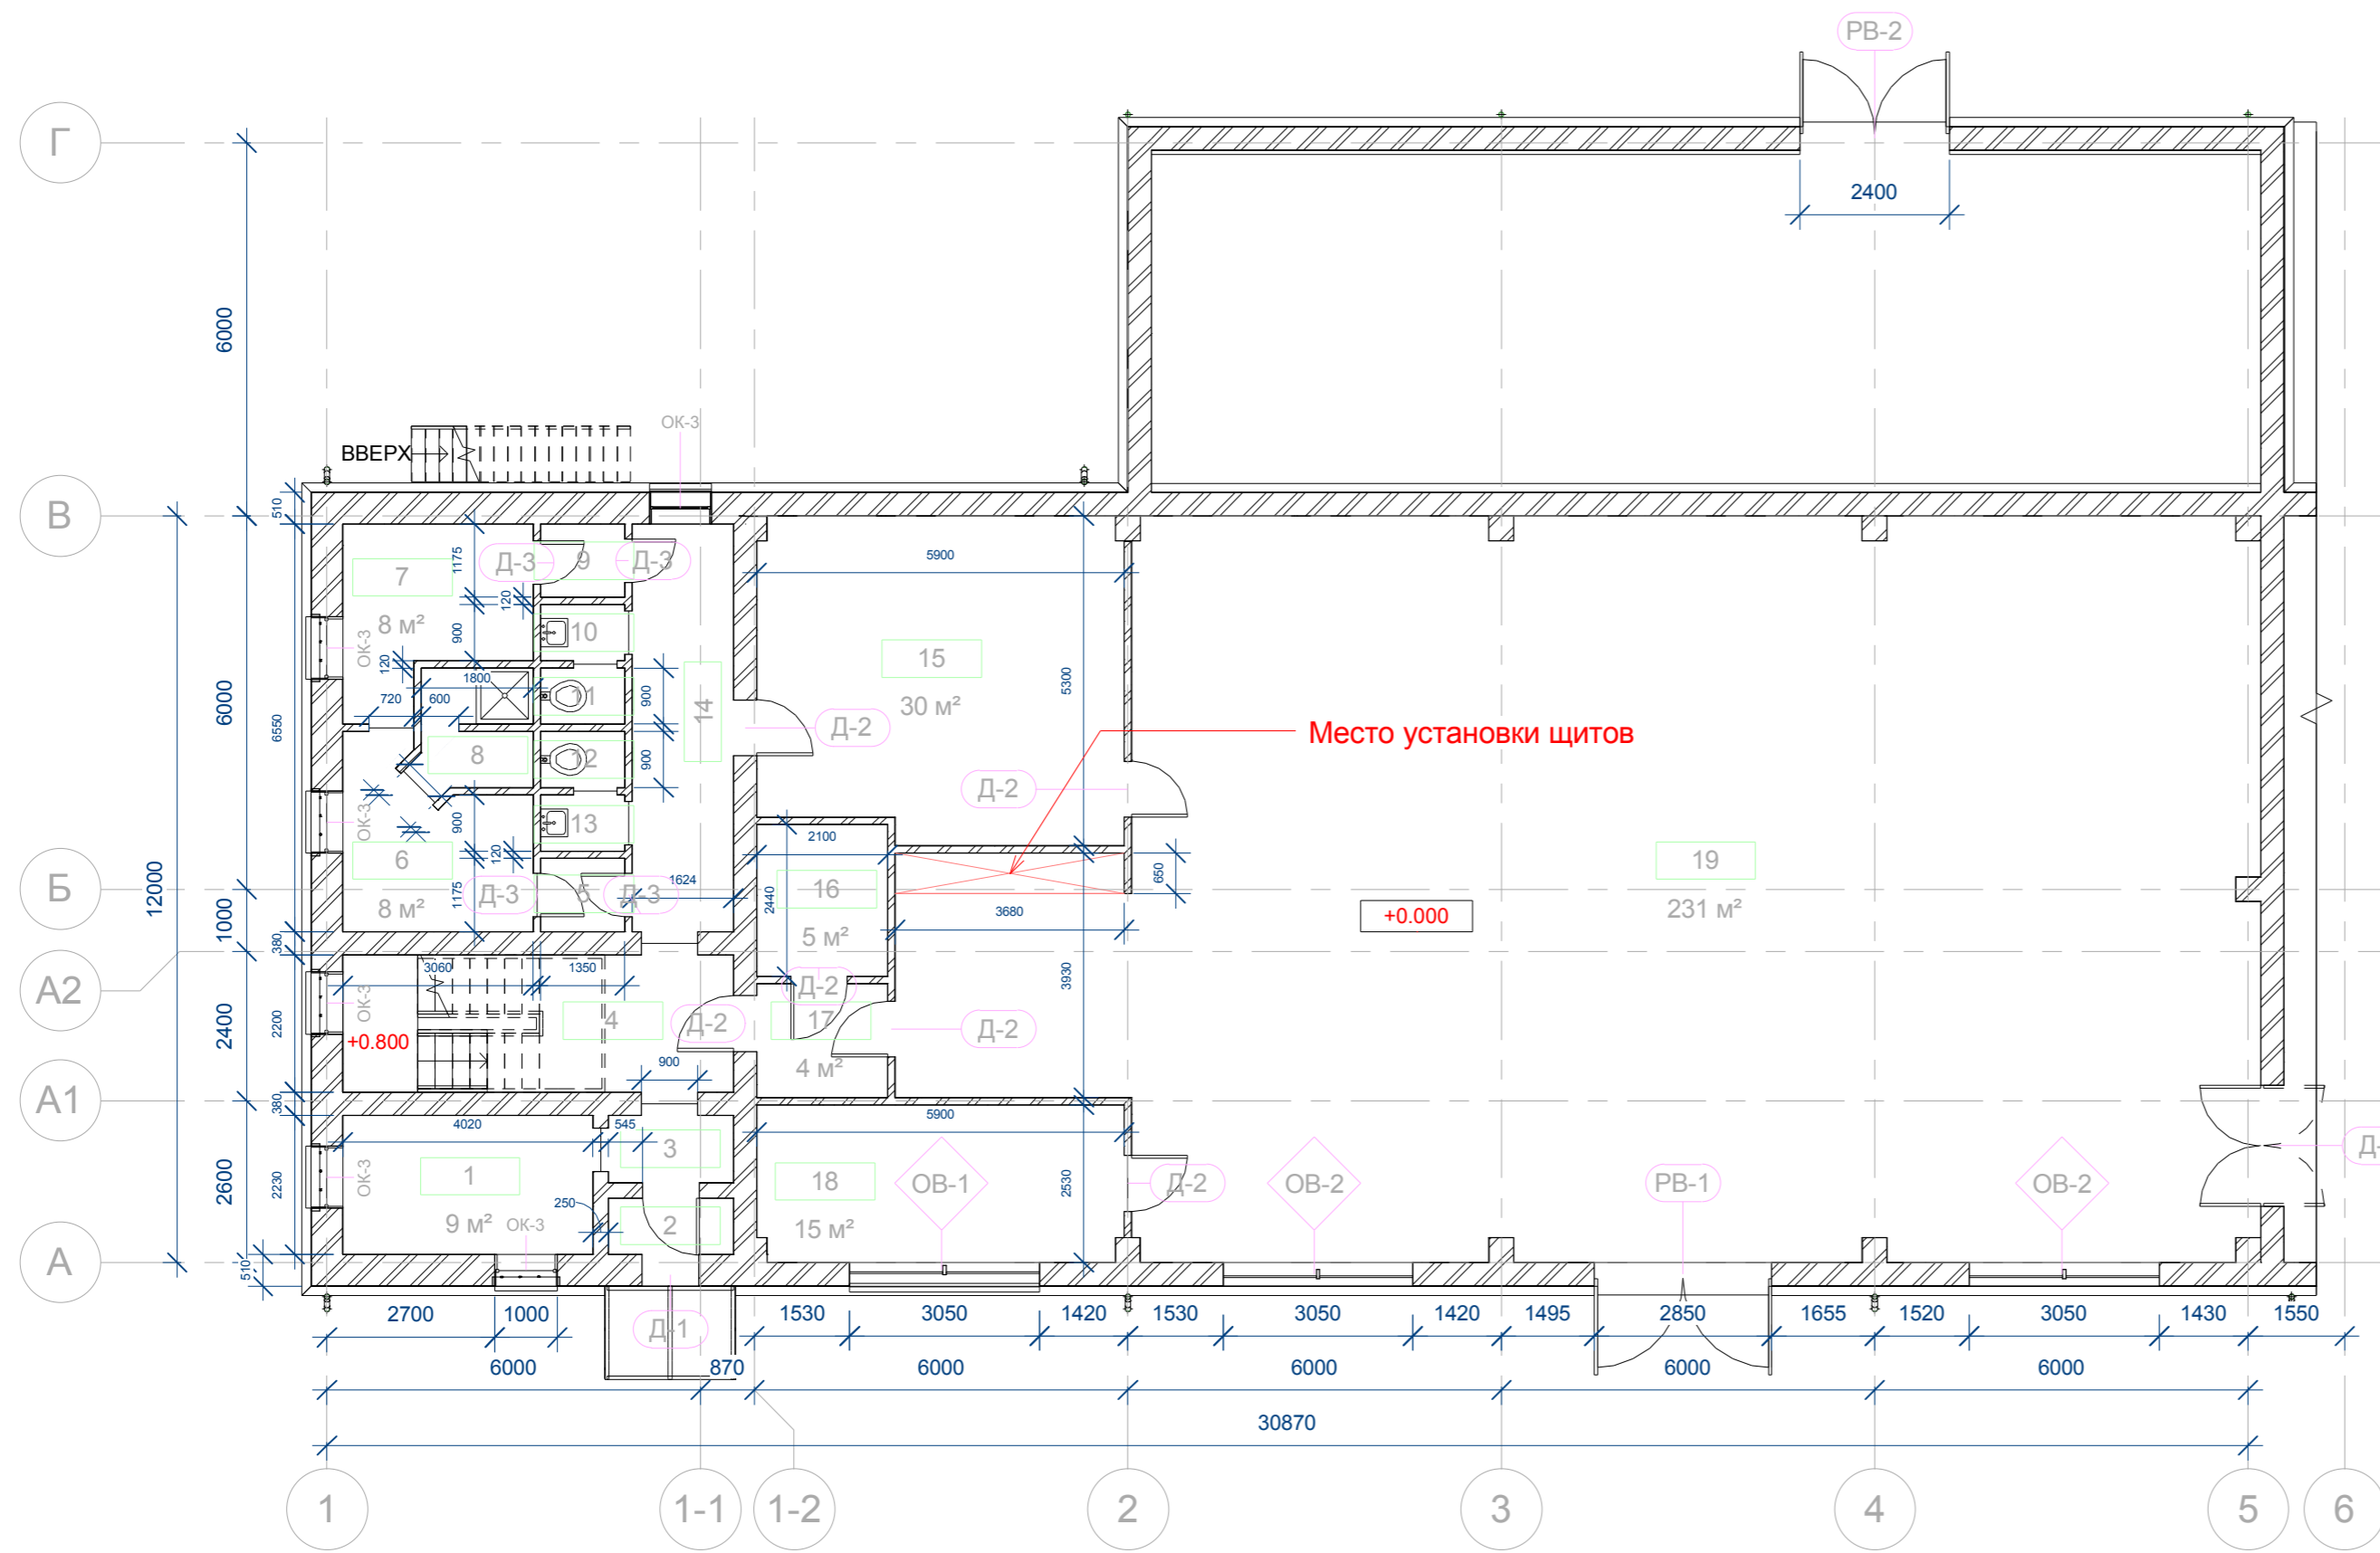 РВ-2
Г
2400
6000
ОК-3
ВВЕРХ
В
510
1175
Д-3
9
Д-3
5900
7
120
8 м²
900
10
ОК-3
120
15
1800
720
600
11
900
14
5300
30 м²
6000
6550
Д-2
Место установки щитов
8
12
900
Д-2
ОК-3
900
13
2100
120
19
6
1624
650
12000
Б
1175
Д-3
5
Д-3
16
2440
3680
+0.000
231 м²
8 м²
1000
380
5 м²
3060
1350
3930
А2
ОК-3
Д-2
2400
2200
4
Д-2
17
Д-2
+0.800
900
4 м²
А1
380
4020
545
5900
3
Д-
2600
2230
ОК-3
1
18
ОВ-1
2530
Д-2
ОВ-2
РВ-1
ОВ-2
250
9 м²
ОК-3
2
15 м²
А
510
2700
1000
Д-1
1530
3050
1420
1530
3050
1420
1495
2850
1655
1520
3050
1430
1550
6000
870
6000
6000
6000
6000
30870
1
1-1
1-2
2
3
4
5
6